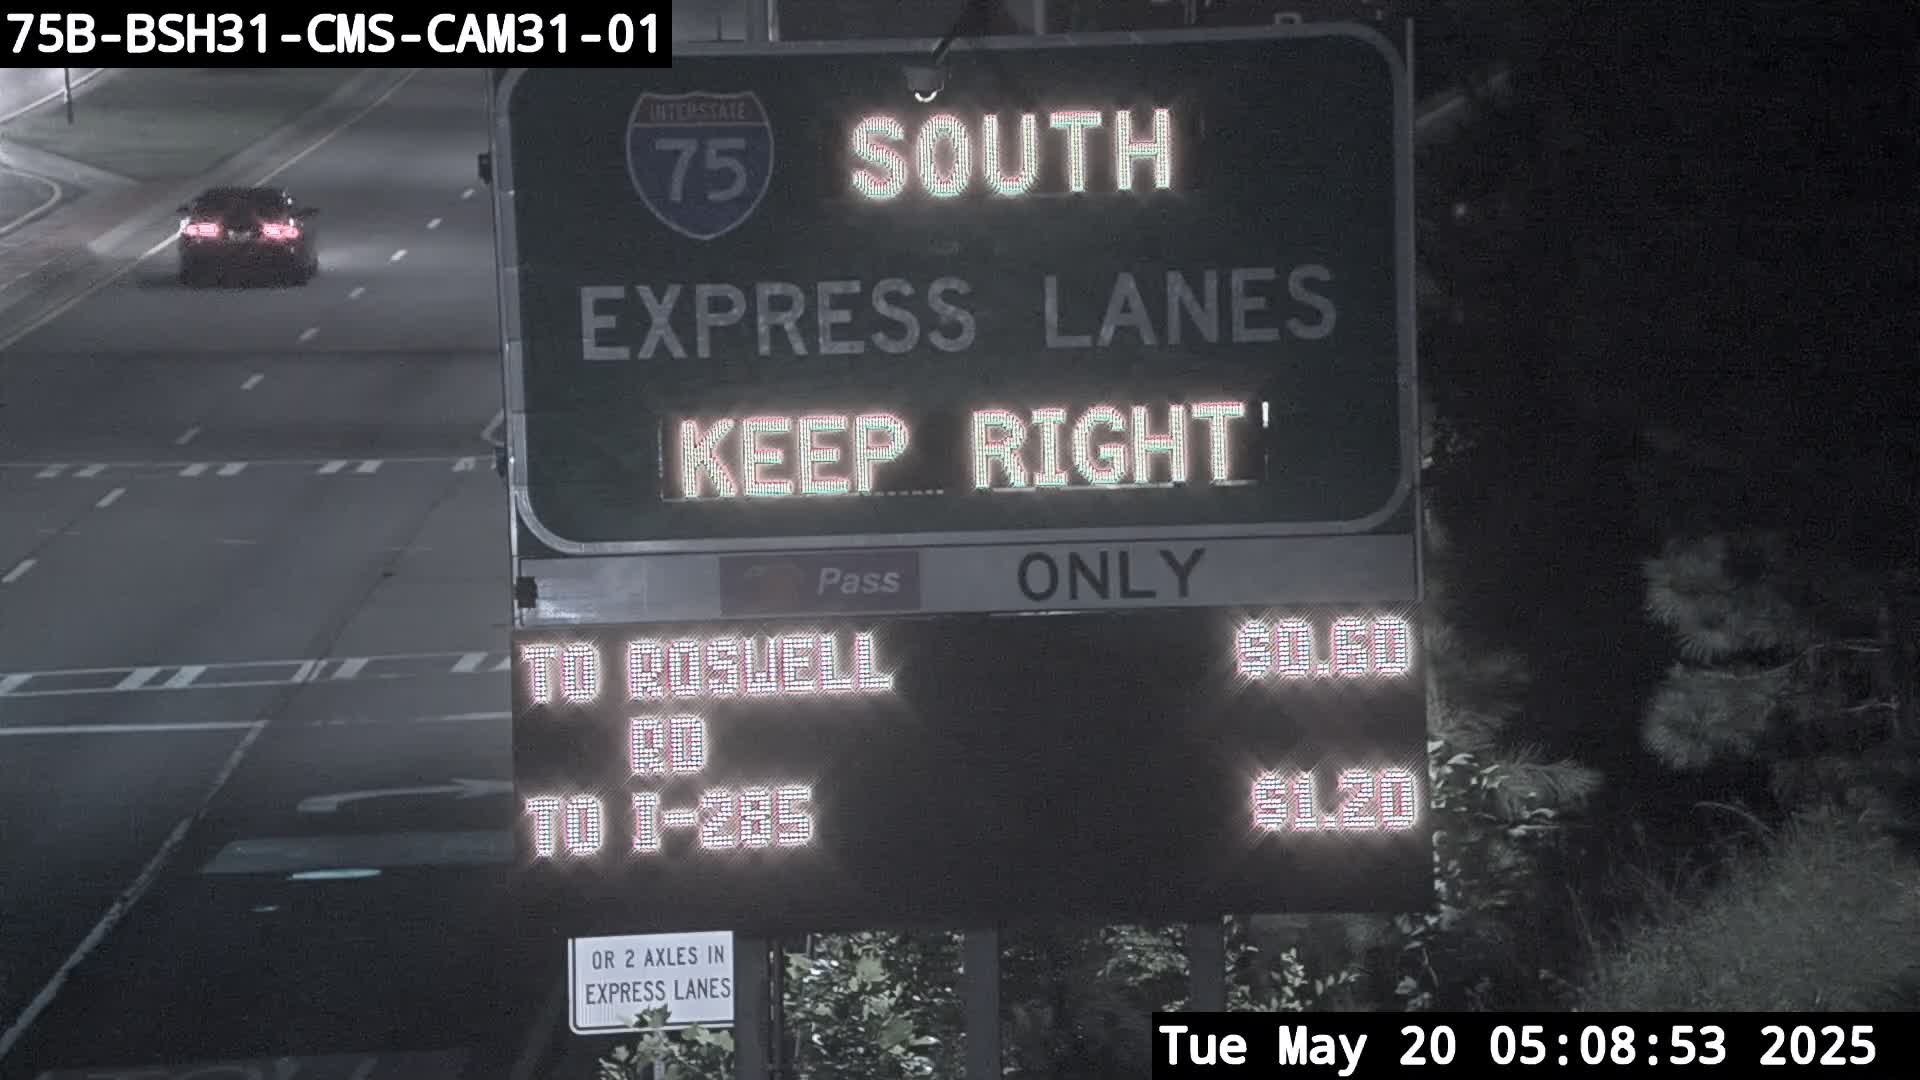 75B-BSH31-CMS-CAM31-01
INTERSTATE
75
SOUTH
EXPRESS LANES
KEEP RIGHT
Pass ONLY
TO ROSWELL $0.60
RD
TO I-285 $1.20
OR 2 AXLES IN
EXPRESS LANES
Tue May 20 05:08:53 2025